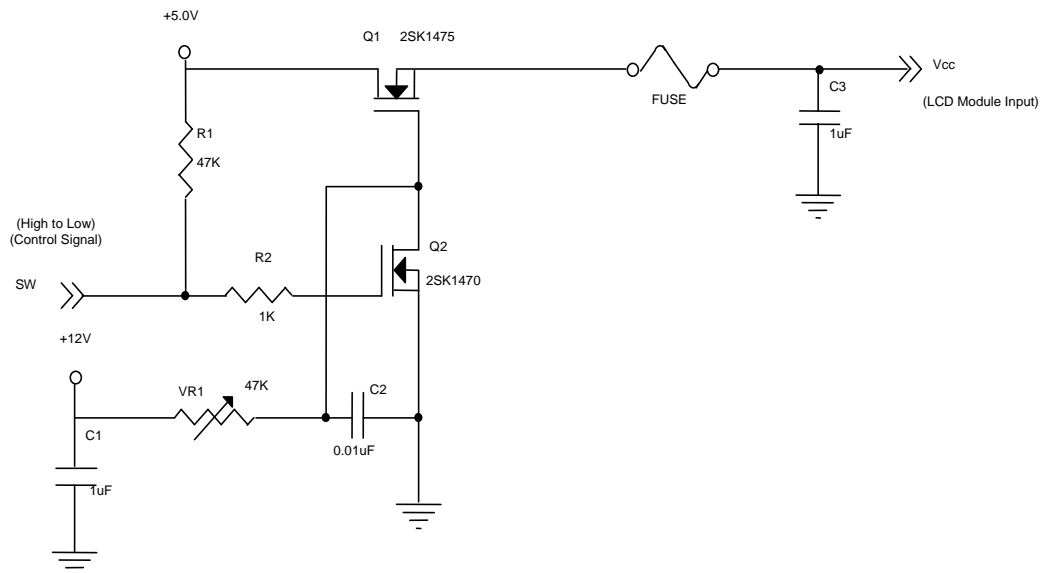 +5.0V
Q1 2SK1475
Vcc
FUSE
C3
(LCD Module Input)
R1
1uF
47K
(High to Low)
(Control Signal)
Q2
R2
SW
2SK1470
1K
+12V
VR1
47K
C2
C1
0.01uF
1uF